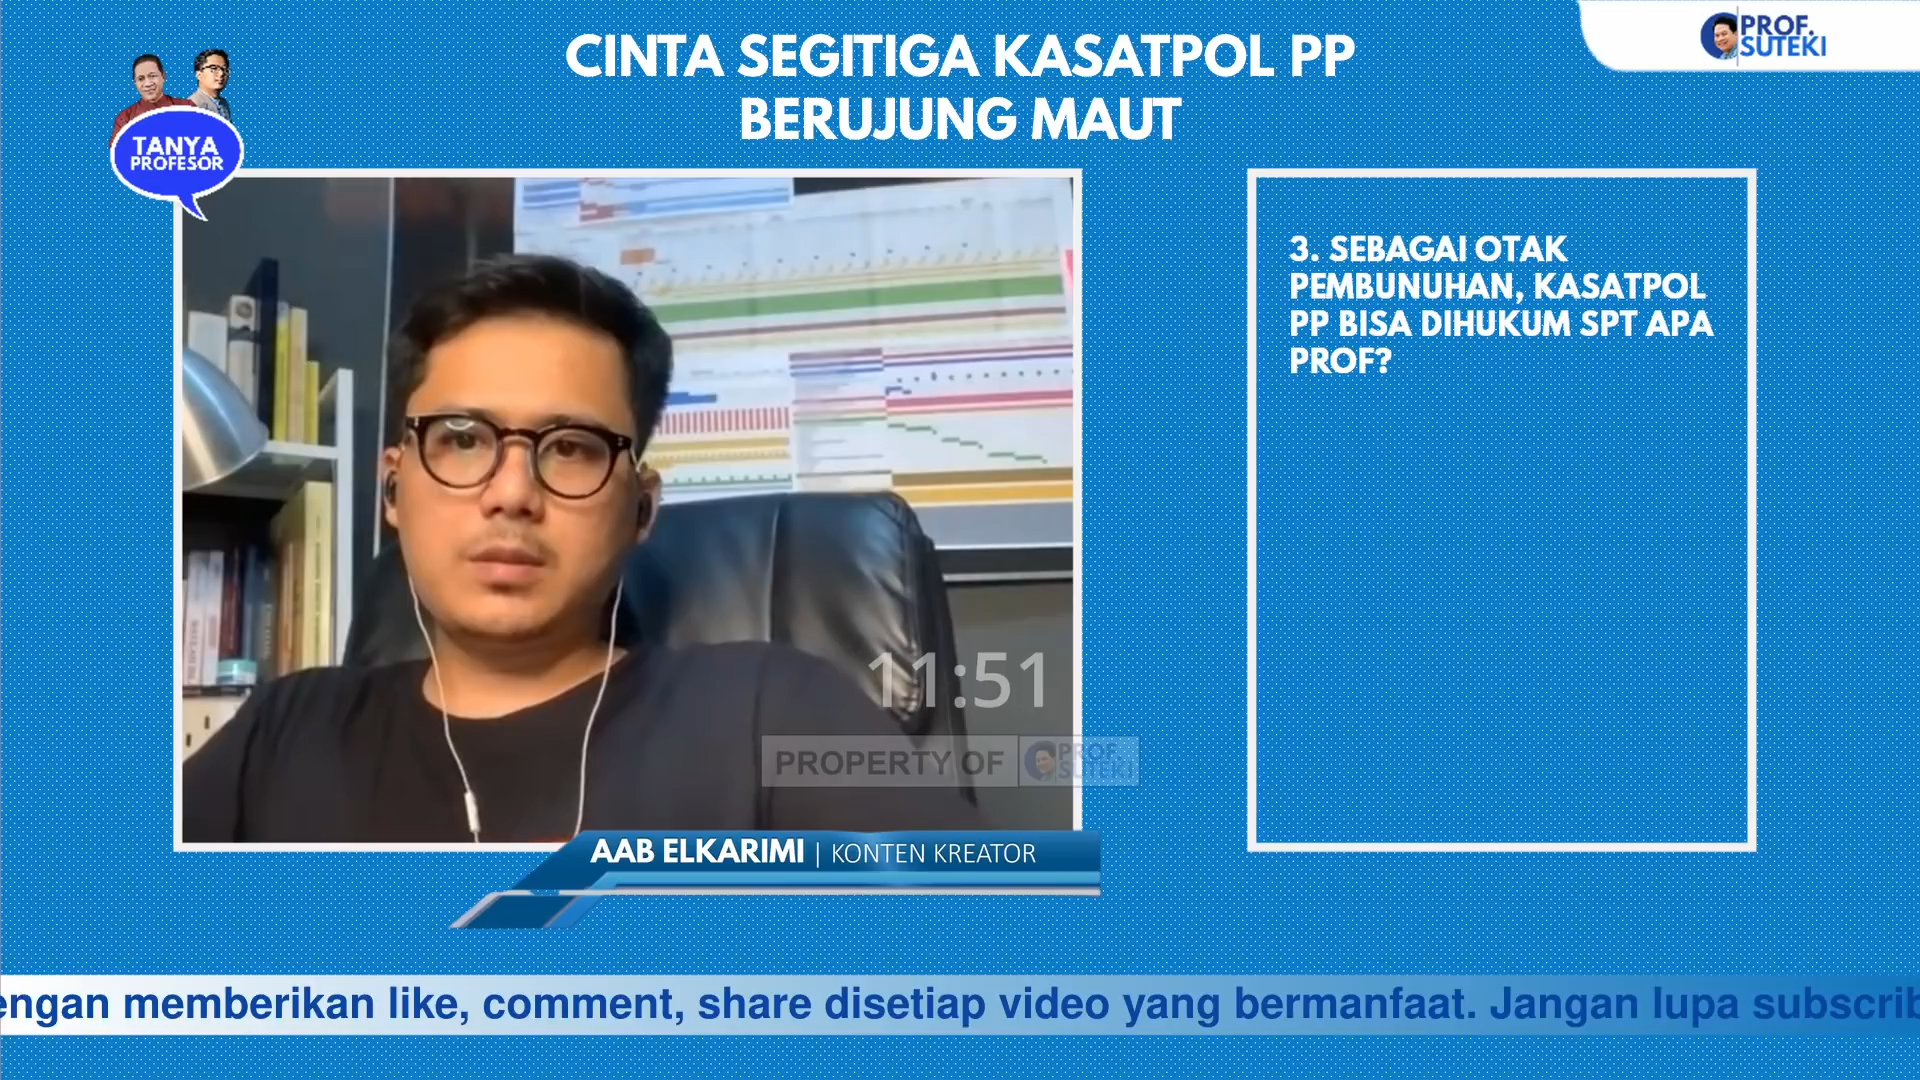 CINTA SEGITIGA KASATPOL PP
BERUJUNG MAUT
PROF.
SUTEKI
TANYA
PROFESOR
3. SEBAGAI OTAK
PEMBUNUHAN, KASATPOL
PP BISA DIHUKUM SPT APA
PROF?
11:51
PROPERTY OF
PROF.
SUTEKI
AAB ELKARIMI | KONTEN KREATOR
engan memberikan like, comment, share disetiap video yang bermanfaat. Jangan lupa subscrib